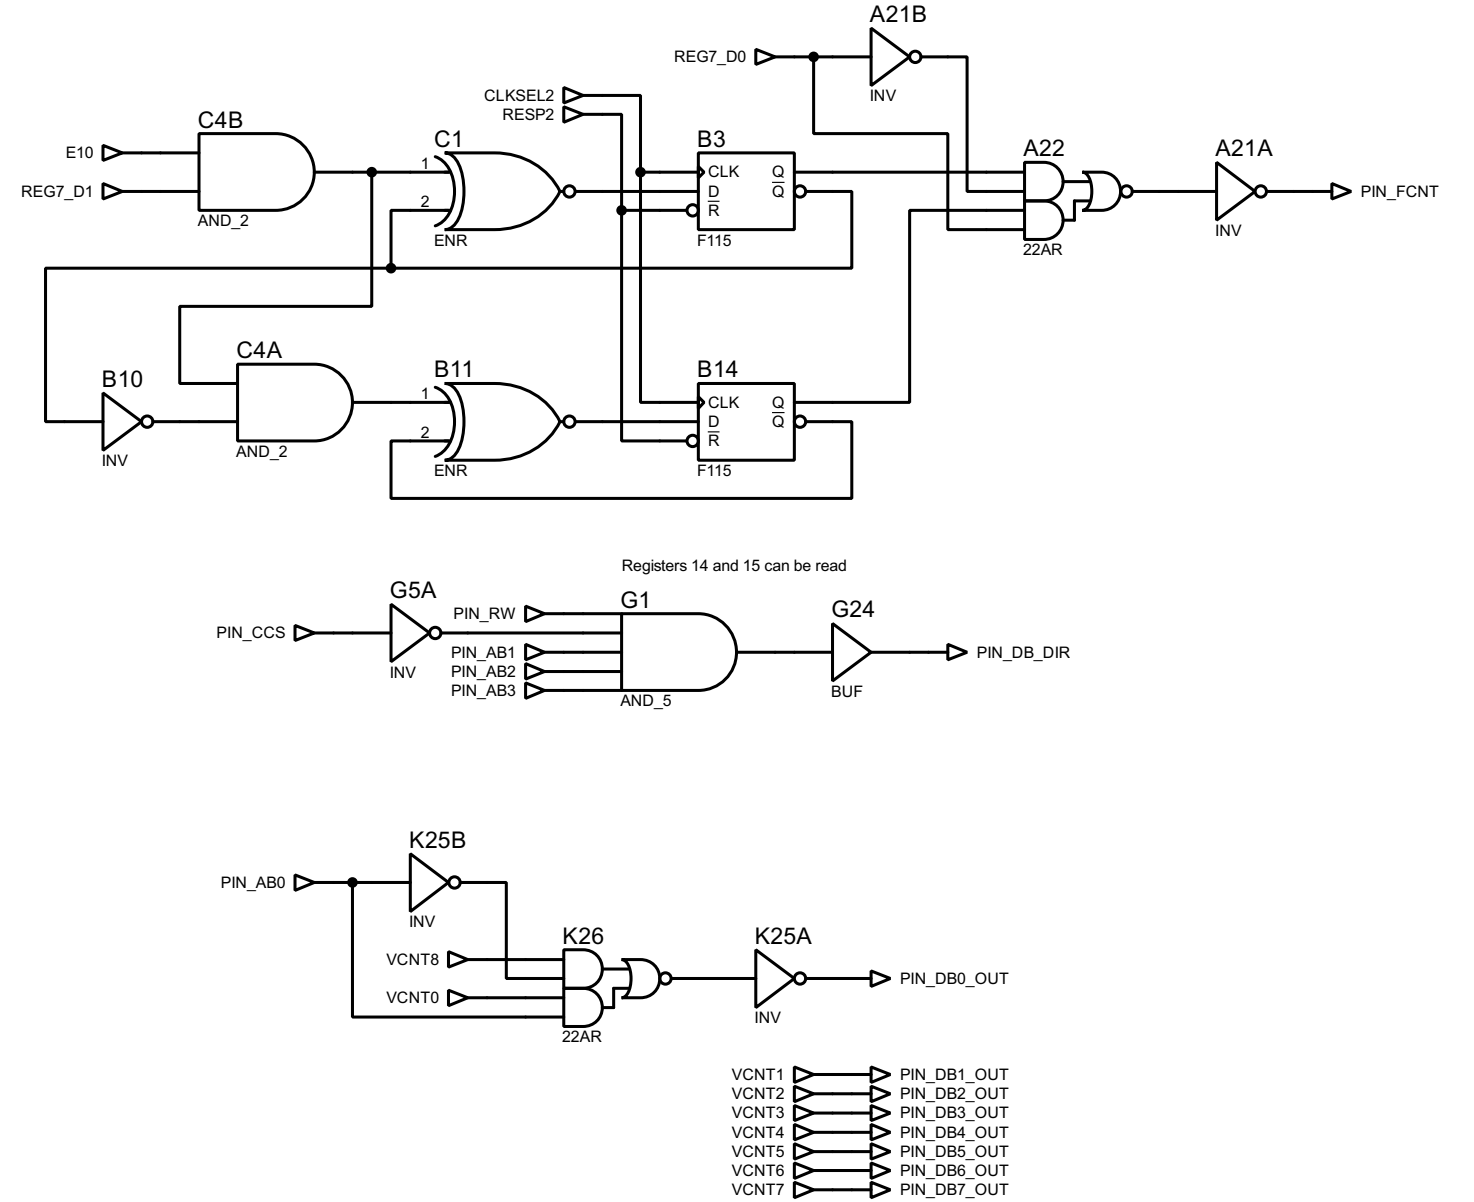 A21B
REG7_D0
INV
CLKSEL2
RESP2
C4B
E10
REG7_D1
AND_2
C1
1
2
ENR
B3
CLK
D
R
Q
Q
F115
A22
22AR
A21A
INV
PIN_FCNT
B10
INV
C4A
AND_2
B11
1
2
ENR
B14
CLK
D
R
Q
Q
F115
Registers 14 and 15 can be read
G5A
PIN_CCS
INV
PIN_RW
PIN_AB1
PIN_AB2
PIN_AB3
G1
AND_5
G24
BUF
PIN_DB_DIR
K25B
PIN_AB0
INV
VCNT8
VCNT0
K26
22AR
K25A
INV
PIN_DB0_OUT
VCNT1 PIN_DB1_OUT
VCNT2 PIN_DB2_OUT
VCNT3 PIN_DB3_OUT
VCNT4 PIN_DB4_OUT
VCNT5 PIN_DB5_OUT
VCNT6 PIN_DB6_OUT
VCNT7 PIN_DB7_OUT